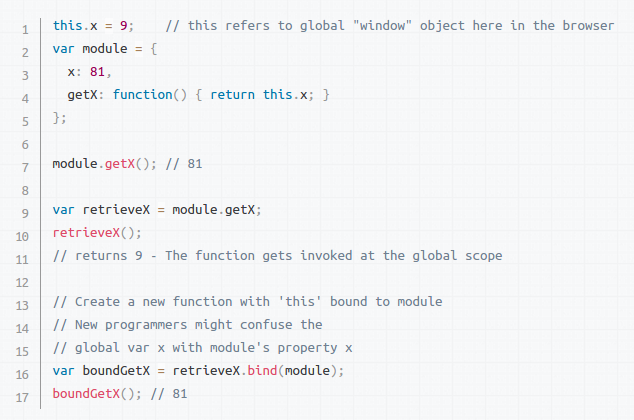 1 this.x = 9;    // this refers to global "window" object here in the browser
2 var module = {
3   x: 81,
4   getX: function() { return this.x; }
5 };
6
7 module.getX(); // 81
8
9 var retrieveX = module.getX;
10 retrieveX();
11 // returns 9 - The function gets invoked at the global scope
12
13 // Create a new function with 'this' bound to module
14 // New programmers might confuse the
15 // global var x with module's property x
16 var boundGetX = retrieveX.bind(module);
17 boundGetX(); // 81